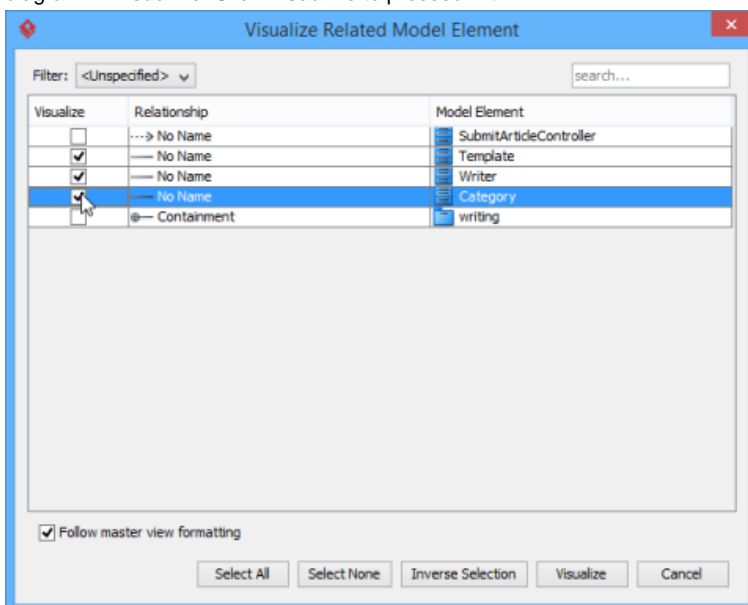 Visualize Related Model Element
Filter: <Unspecified> search...
Visualize Relationship Model Element
No Name SubmitArticleController
No Name Template
No Name Writer
No Name Category
Containment writing
Follow master view formatting
Select All Select None Inverse Selection Visualize Cancel